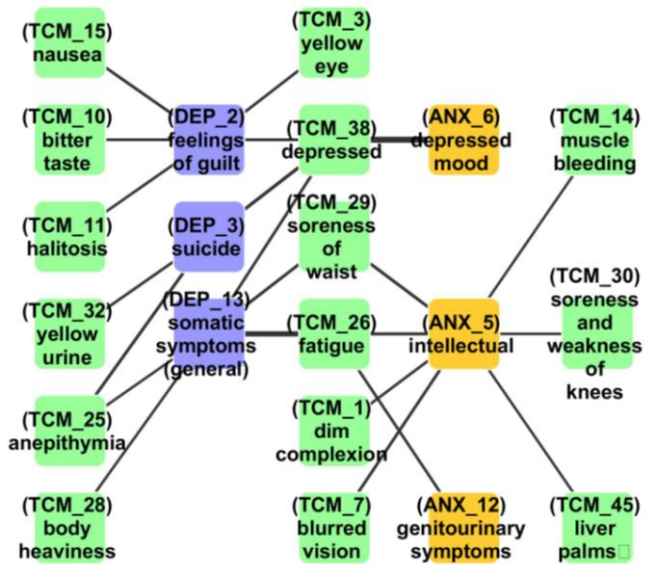 (TCM_15)
nausea
(TCM_3)
yellow
eye
(TCM_10)
bitter
taste
(DEP_2)
feelings
of guilt
(TCM_38)
depressed
(ANX_6)
depressed
mood
(TCM_14)
muscle
bleeding
(TCM_11)
halitosis
(DEP_3)
suicide
(TCM_29)
soreness
of
waist
(TCM_32)
yellow
urine
(DEP_13)
somatic
symptoms
(general)
(TCM_26)
fatigue
(ANX_5)
intellectual
(TCM_30)
soreness
and
weakness
of
knees
(TCM_25)
anepithymia
(TCM_1)
dim
complexion
(TCM_28)
body
heaviness
(TCM_7)
blurred
vision
(ANX_12)
genitourinary
symptoms
(TCM_45)
liver
palms